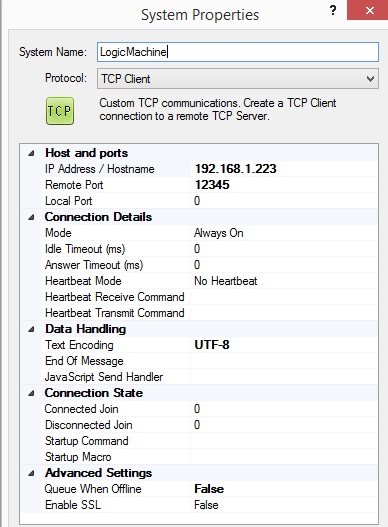 System Properties
? ×
System Name: LogicMachine
Protocol: TCP Client
TCP
Custom TCP communications. Create a TCP Client
connection to a remote TCP Server.
Host and ports
IP Address / Hostname 192.168.1.223
Remote Port 12345
Local Port 0
Connection Details
Mode Always On
Idle Timeout (ms) 0
Answer Timeout (ms) 0
Heartbeat Mode No Heartbeat
Heartbeat Receive Command
Heartbeat Transmit Command
Data Handling
Text Encoding UTF-8
End Of Message
JavaScript Send Handler
Connection State
Connected Join 0
Disconnected Join 0
Startup Command
Startup Macro
Advanced Settings
Queue When Offline False
Enable SSL False